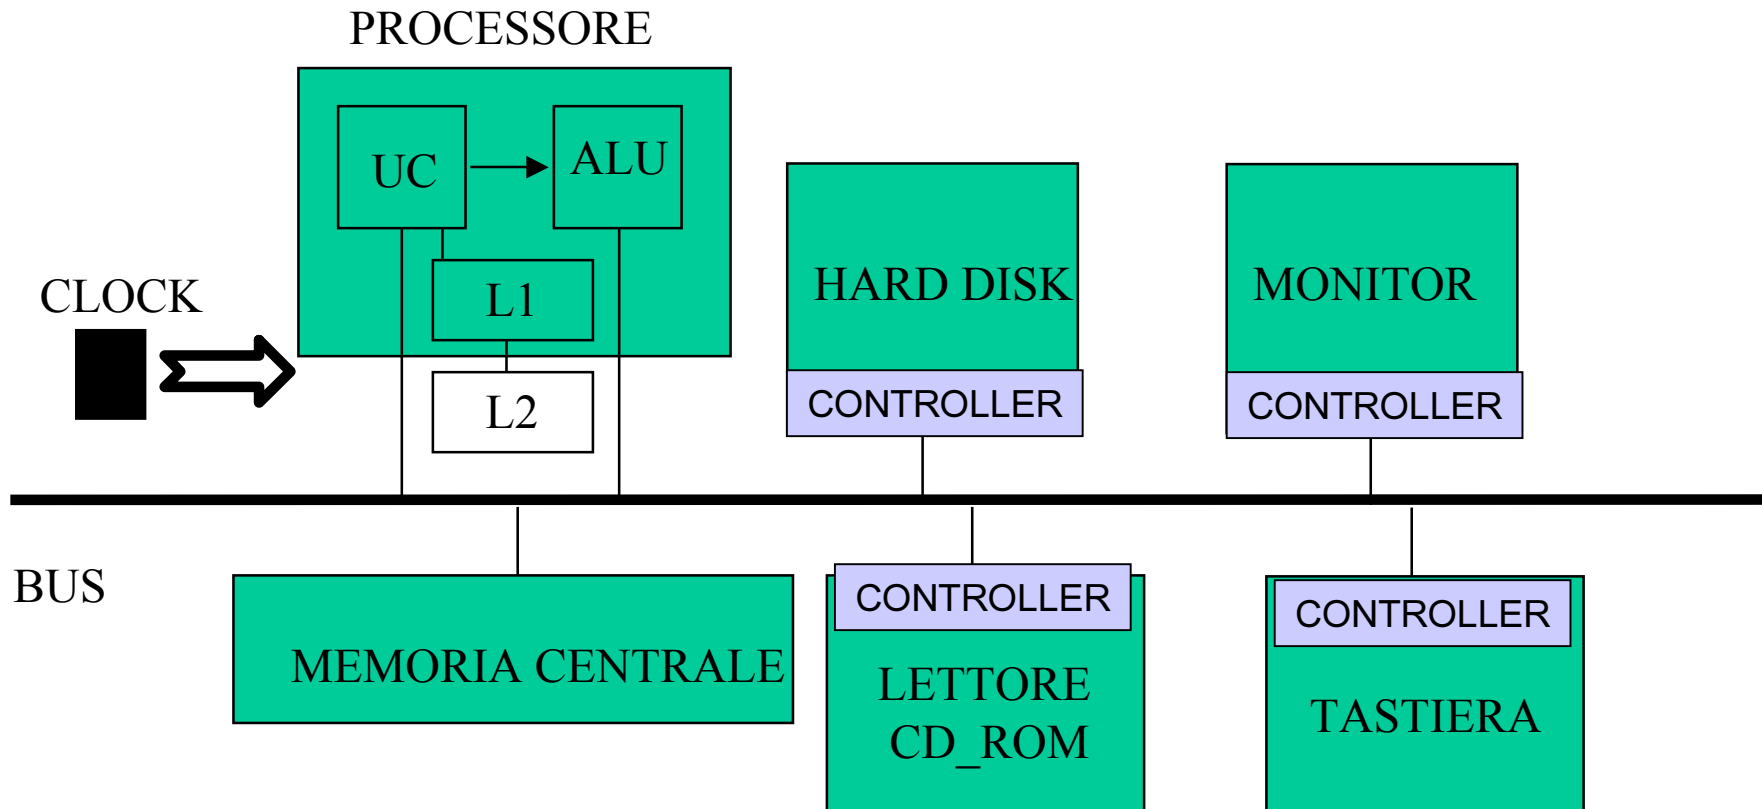 PROCESSORE
UC
ALU
L1
L2
CLOCK
HARD DISK
CONTROLLER
MONITOR
CONTROLLER
BUS
MEMORIA CENTRALE
CONTROLLER
LETTORE
CD_ROM
CONTROLLER
TASTIERA